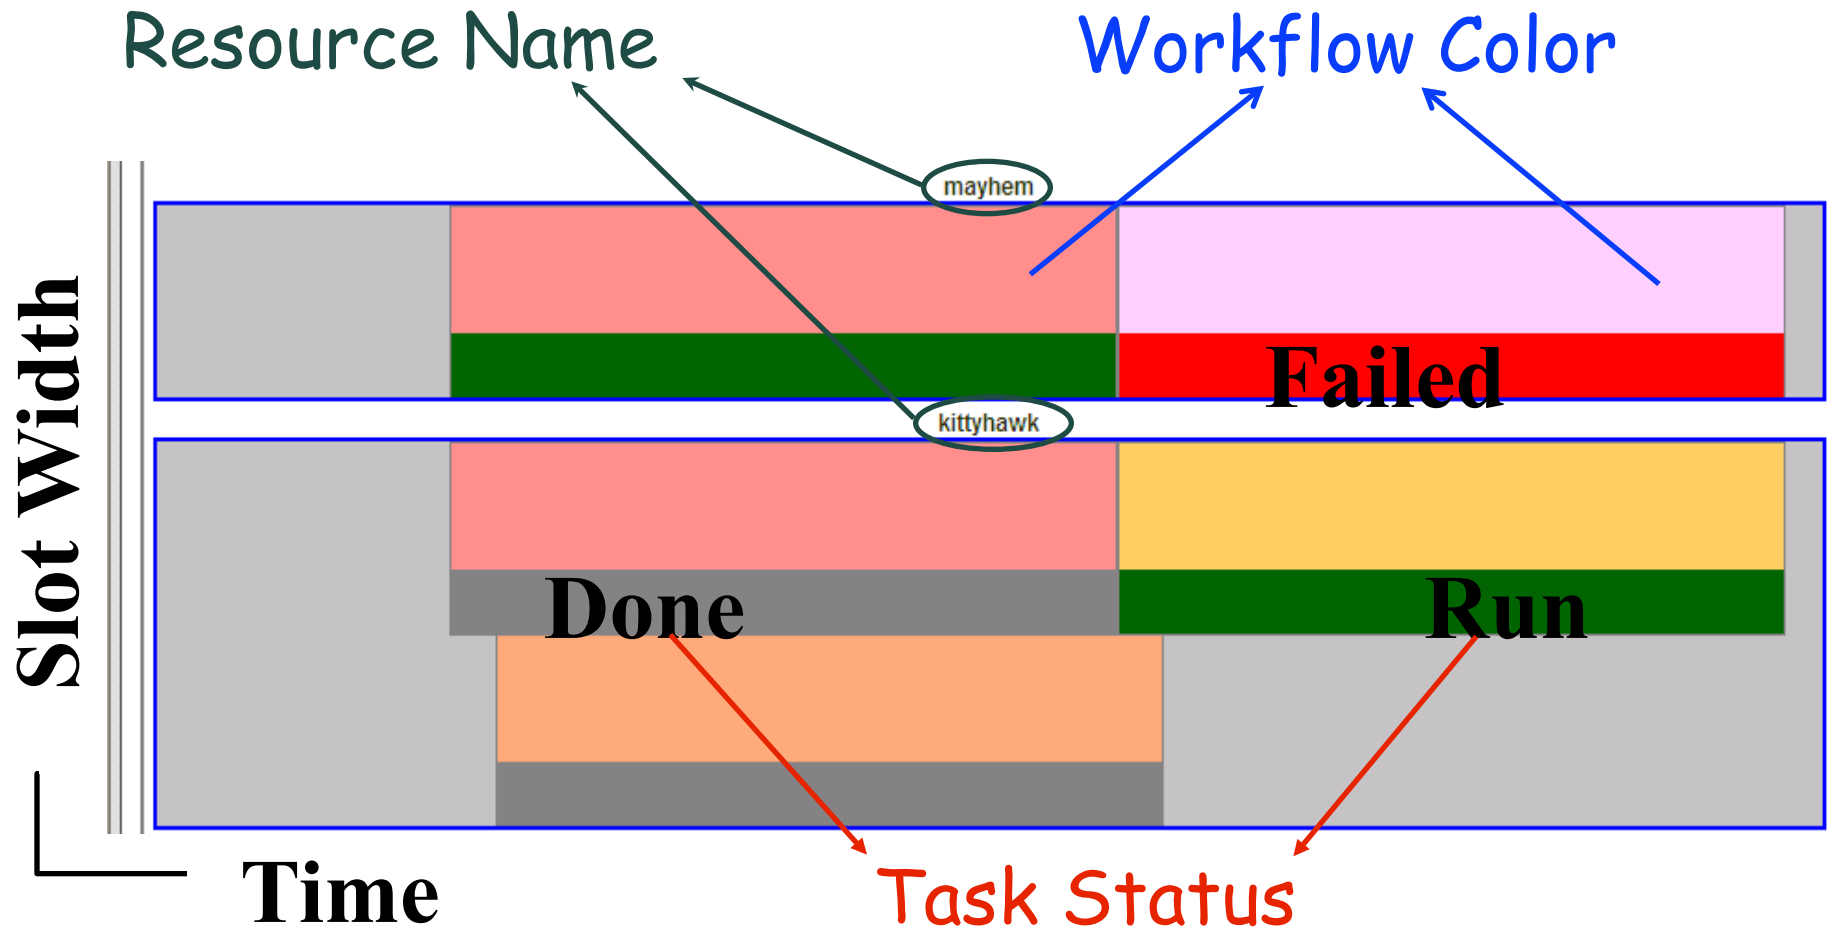 Resource Name
Workflow Color
mayhem
Failed
kittyhawk
Slot Width
Done
Run
Time
Task Status